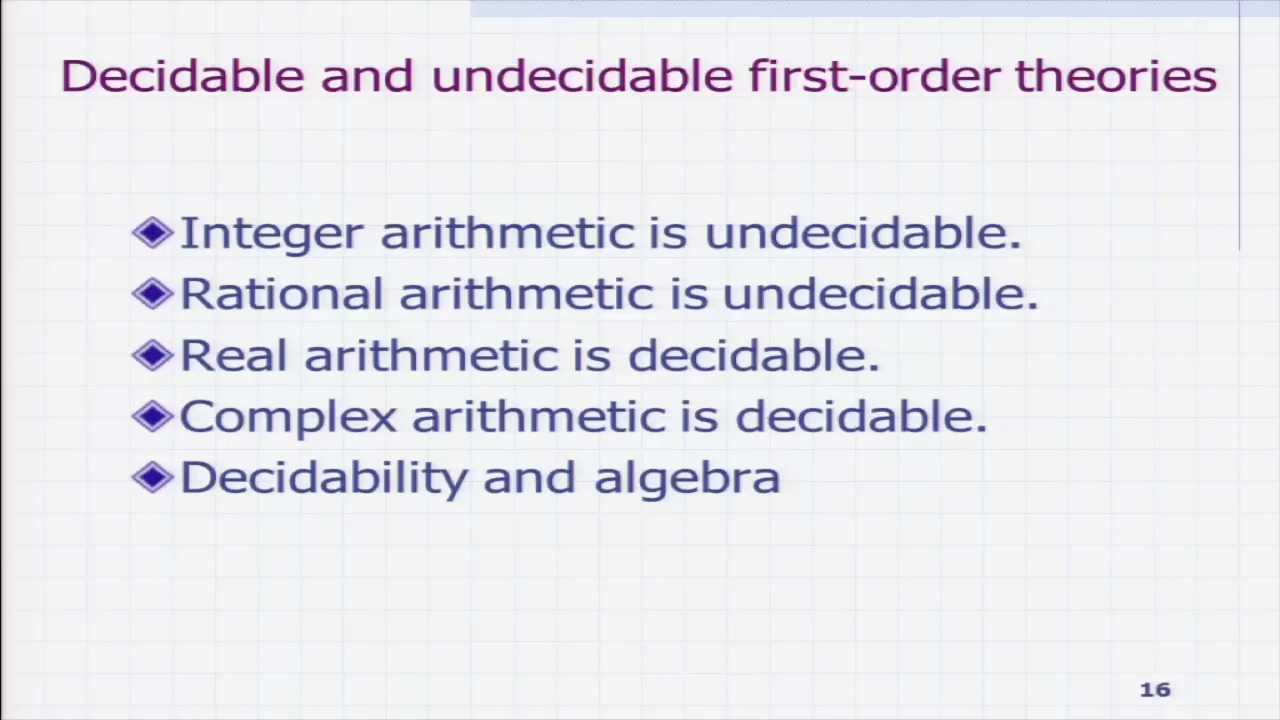 Decidable and undecidable first-order theories
Integer arithmetic is undecidable.
Rational arithmetic is undecidable.
Real arithmetic is decidable.
Complex arithmetic is decidable.
Decidability and algebra
16